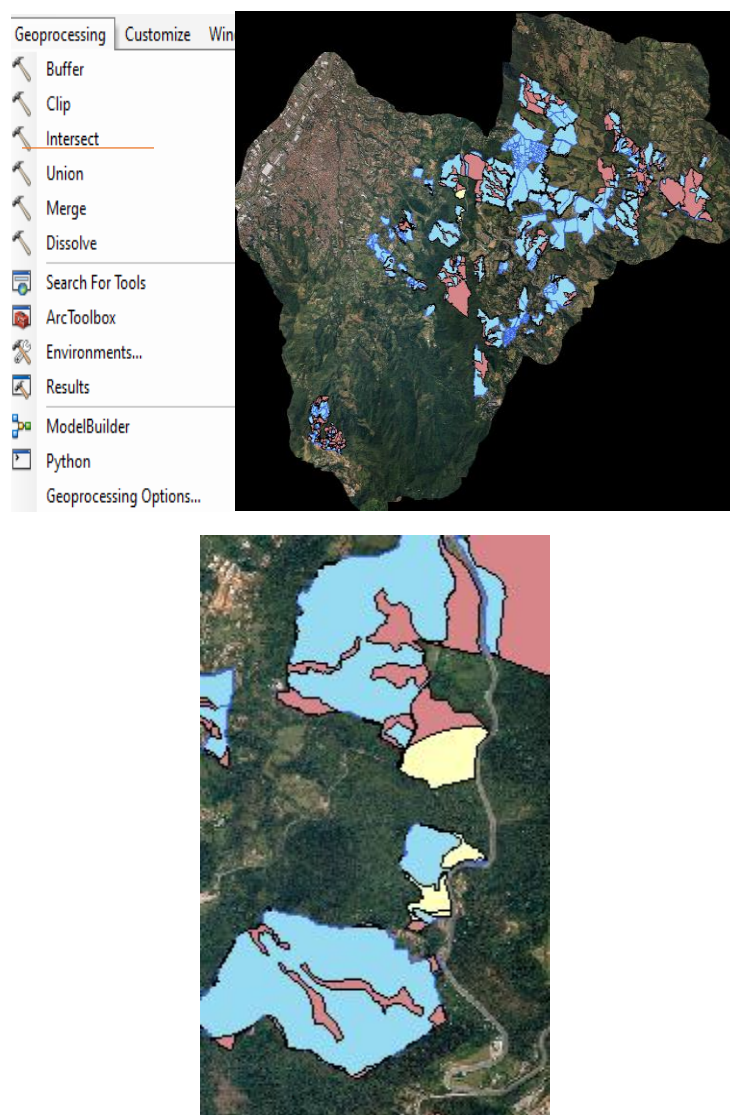 Geoprocessing Customize
Buffer
Clip
Intersect
Union
Merge
Dissolve
Search For Tools
ArcToolbox
Environments...
Results
ModelBuilder
Python
Geoprocessing Options...